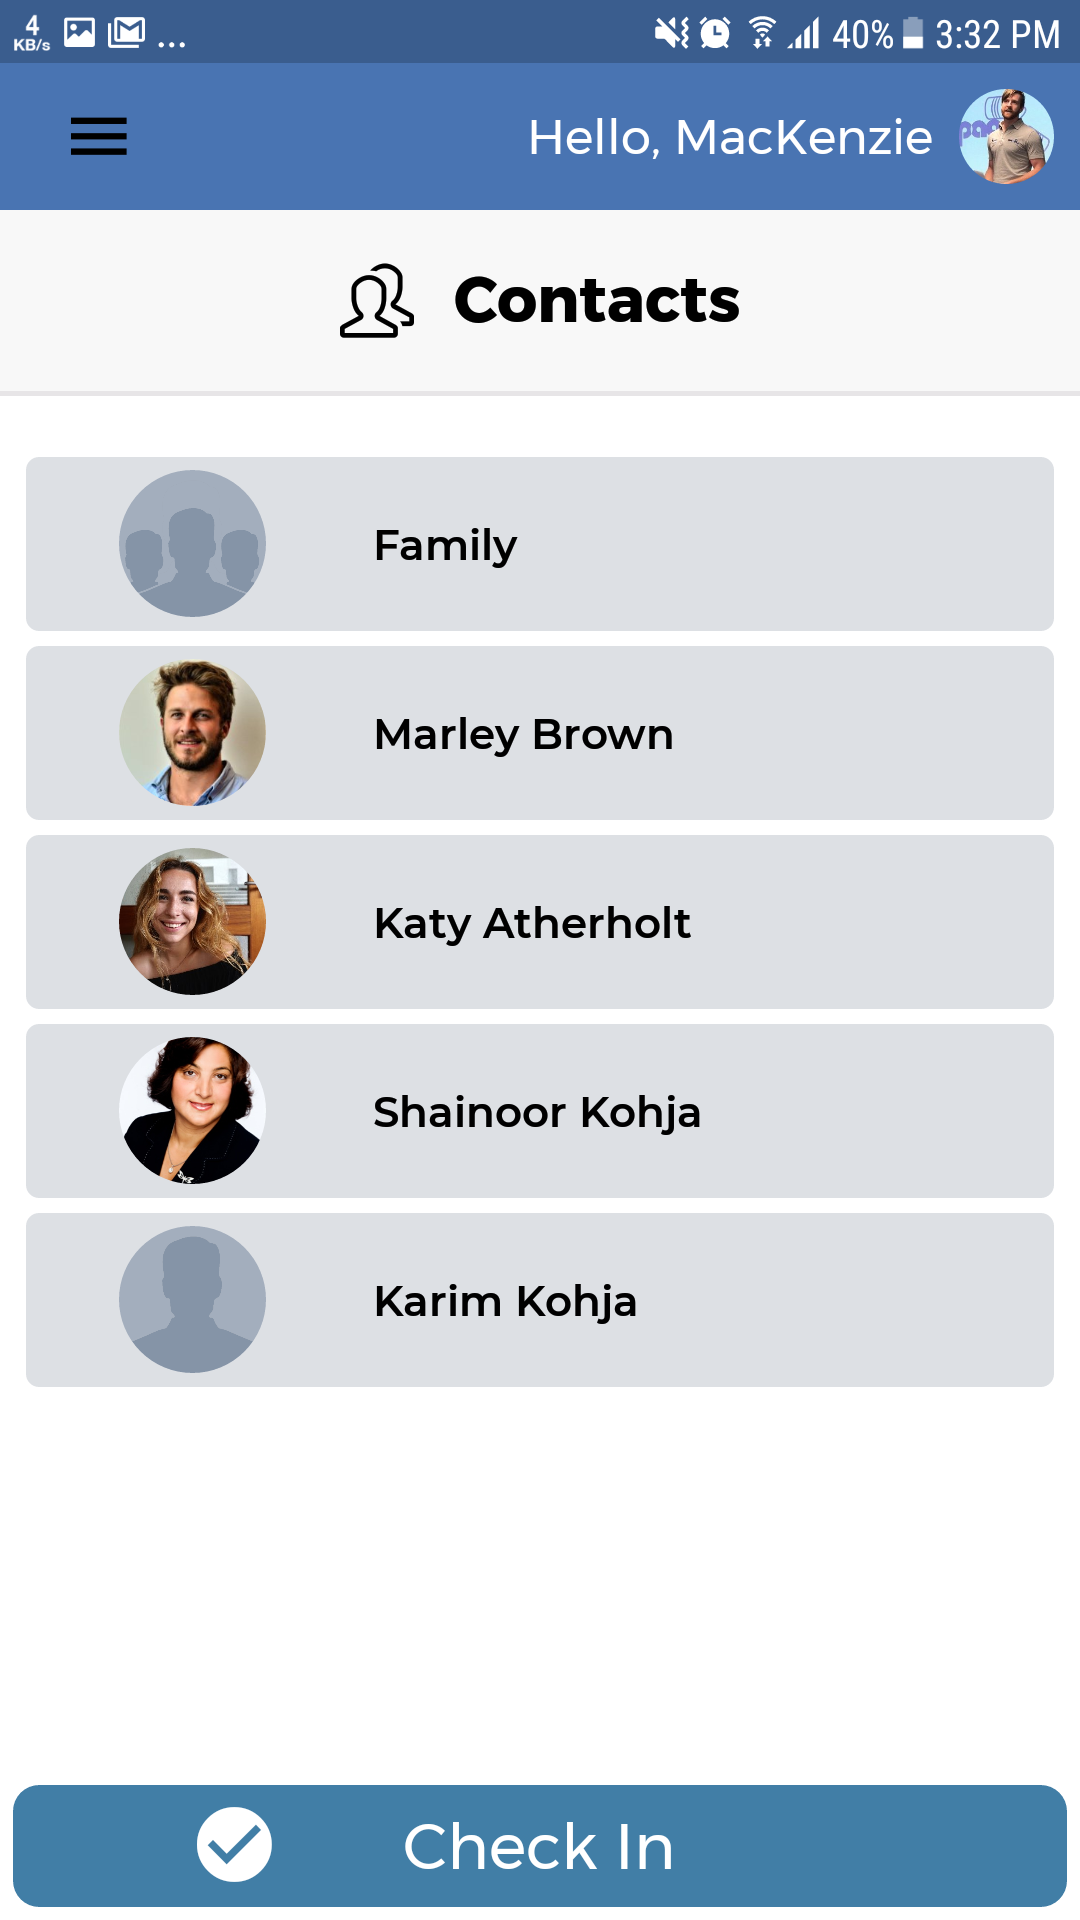 4
KB/s
... 40% 3:32 PM
Hello, MacKenzie
Contacts
Family
Marley Brown
Katy Atherholt
Shainoor Kohja
Karim Kohja
Check In